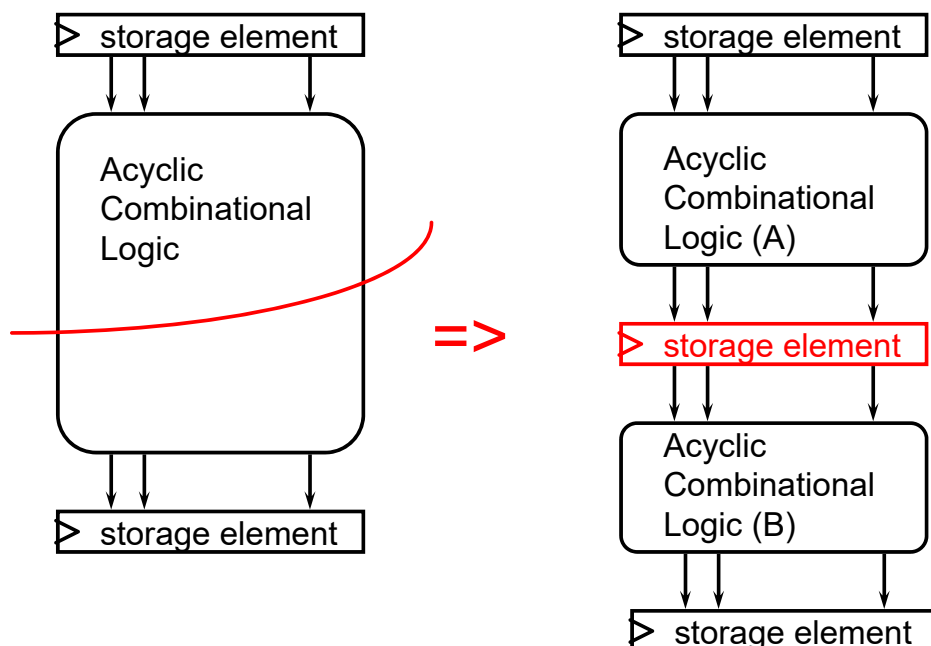 storage element
Acyclic
Combinational
Logic
storage element
=>
storage element
Acyclic
Combinational
Logic (A)
storage element
Acyclic
Combinational
Logic (B)
storage element